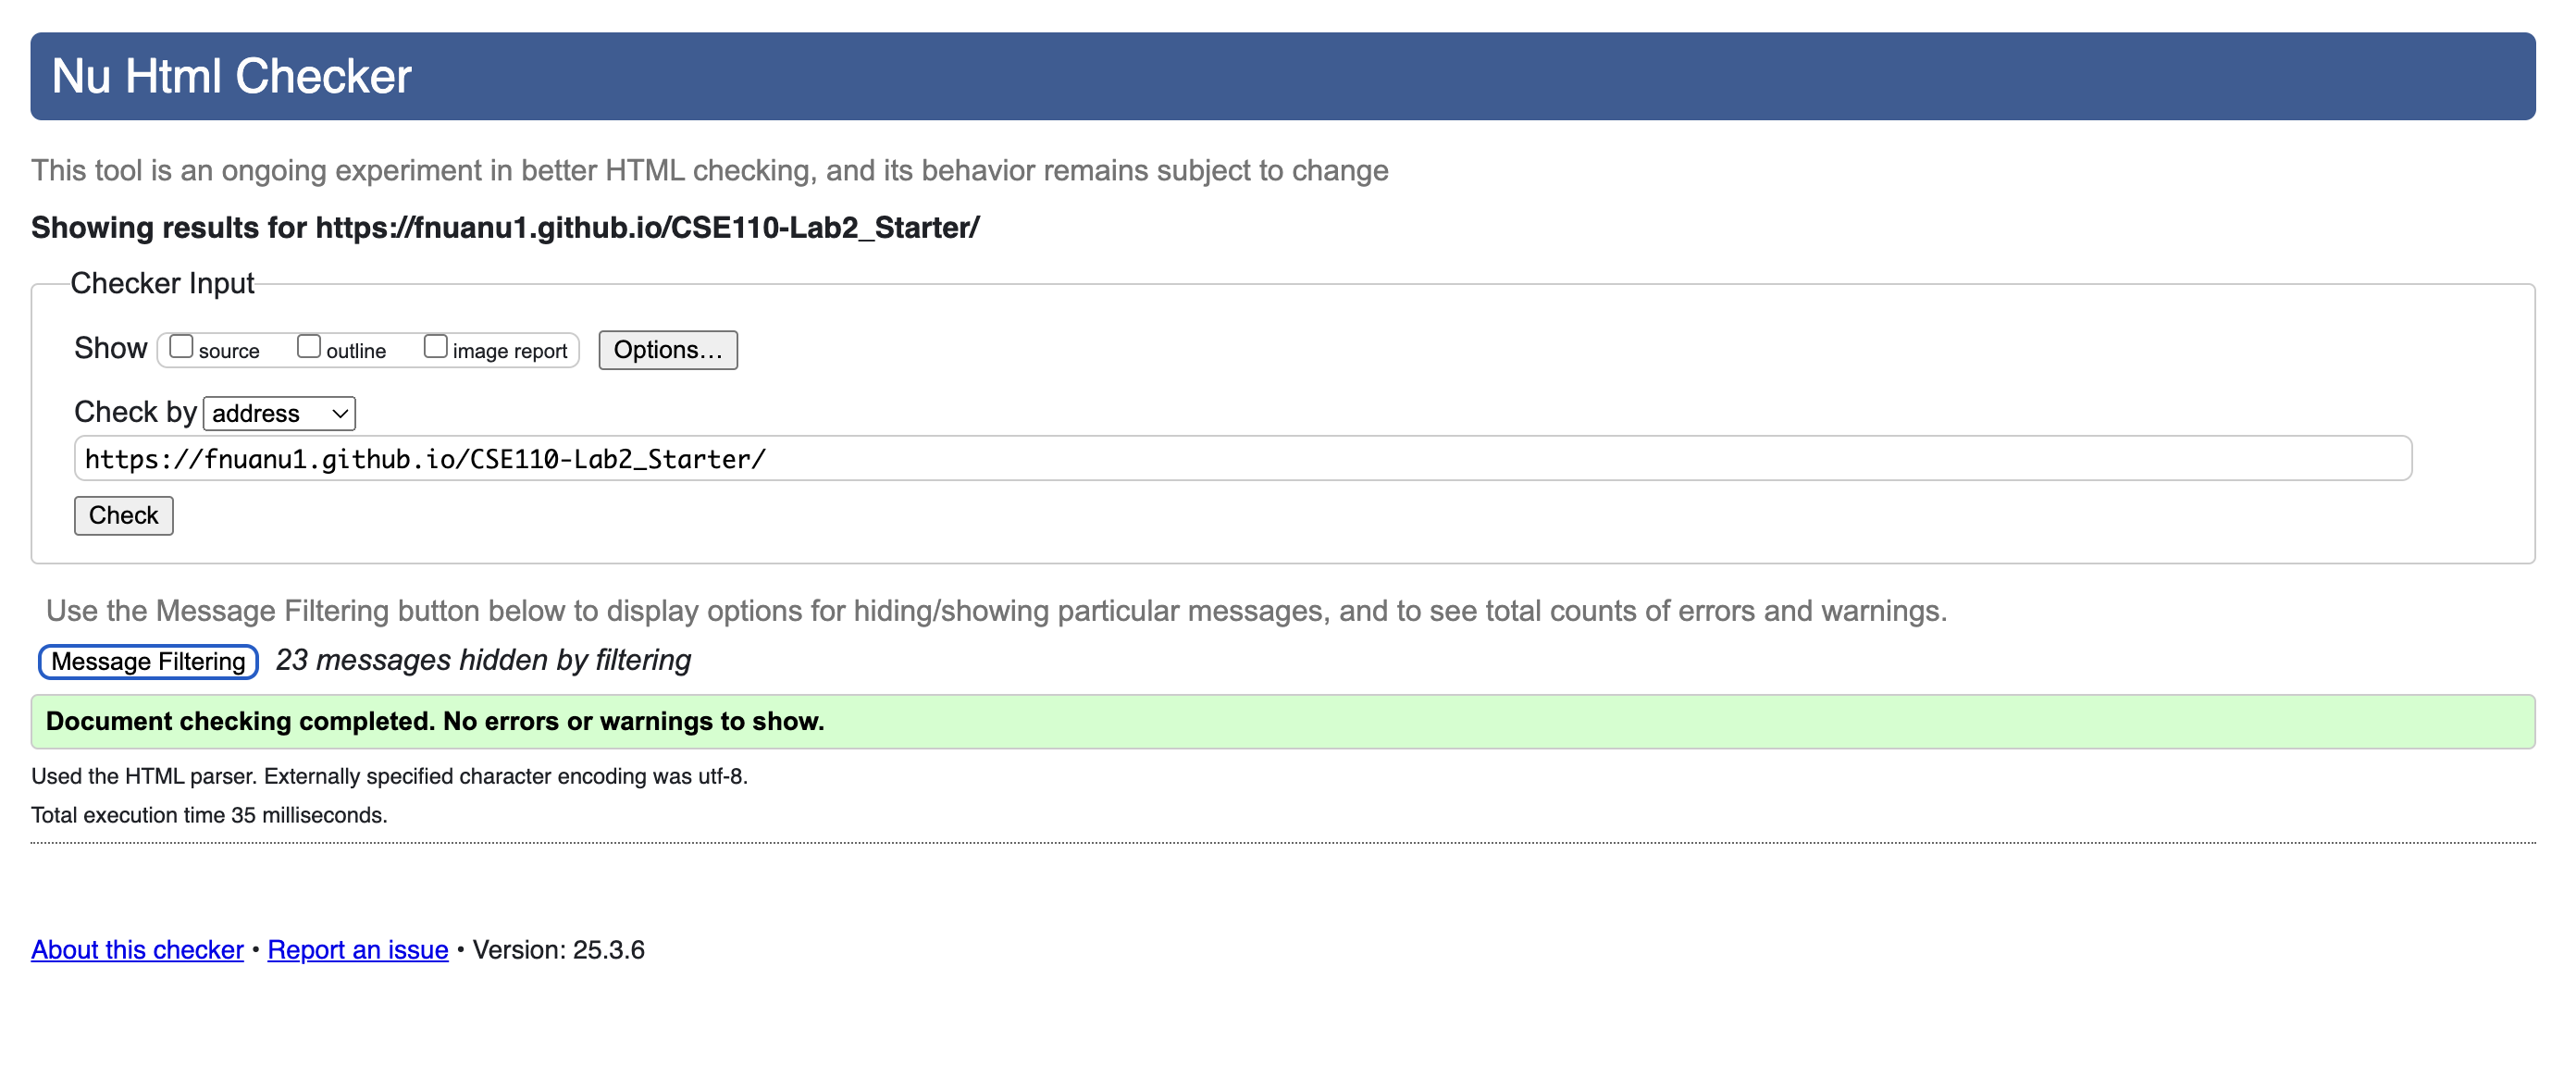 Nu Html Checker
This tool is an ongoing experiment in better HTML checking, and its behavior remains subject to change
Showing results for https://fnuanu1.github.io/CSE110-Lab2_Starter/
Checker Input
Show source outline image report Options...
Check by address
https://fnuanu1.github.io/CSE110-Lab2_Starter/
Check
Use the Message Filtering button below to display options for hiding/showing particular messages, and to see total counts of errors and warnings.
Message Filtering 23 messages hidden by filtering
Document checking completed. No errors or warnings to show.
Used the HTML parser. Externally specified character encoding was utf-8.
Total execution time 35 milliseconds.
About this checker • Report an issue • Version: 25.3.6